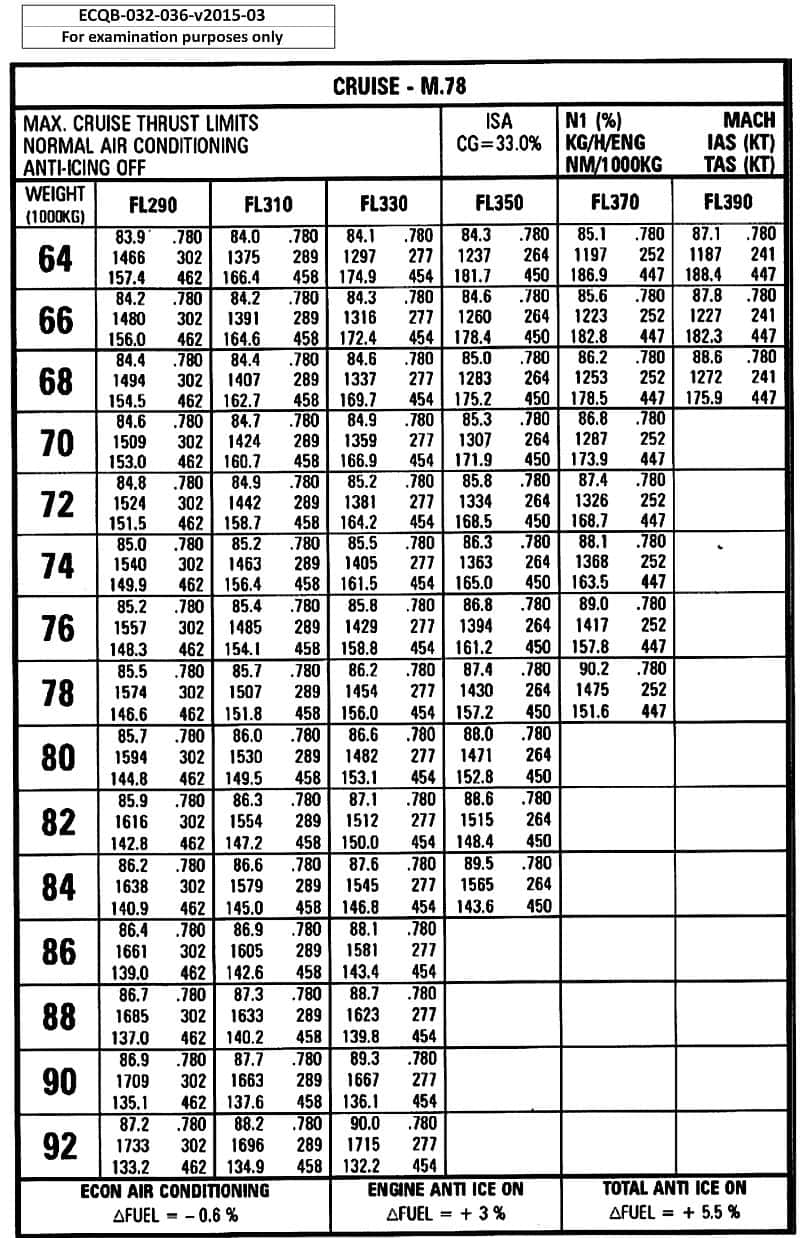 ECQB-032-036-v2015-03
For examination purposes only
CRUISE - M.78
MAX. CRUISE THRUST LIMITS ISA N1 (%) MACH
NORMAL AIR CONDITIONING CG=33.0% KG/H/ENG IAS (KT)
ANTI-ICING OFF NM/1000KG TAS (KT)
WEIGHT (1000KG) FL290 FL310 FL330 FL350 FL370 FL390
83.9 .780 84.0 .780 84.1 .780 84.3 .780 85.1 .780 87.1 .780
64 1466 302 1375 289 1297 277 1237 264 1197 252 1187 241
157.4 462 166.4 458 174.9 454 181.7 450 186.9 447 188.4 447
84.2 .780 84.2 .780 84.3 .780 84.6 .780 85.6 .780 87.8 .780
66 1480 302 1391 289 1316 277 1260 264 1223 252 1227 241
156.0 462 164.6 458 172.4 454 178.4 450 182.8 447 182.3 447
84.4 .780 84.4 .780 84.6 .780 85.0 .780 86.2 .780 88.6 .780
68 1494 302 1407 289 1337 277 1283 264 1253 252 1272 241
154.5 462 162.7 458 169.7 454 175.2 450 178.5 447 175.9 447
84.6 .780 84.7 .780 84.9 .780 85.3 .780 86.8 .780
70 1509 302 1424 289 1359 277 1307 264 1287 252
153.0 462 160.7 458 166.9 454 171.9 450 173.9 447
84.8 .780 84.9 .780 85.2 .780 85.8 .780 87.4 .780
72 1524 302 1442 289 1381 277 1334 264 1326 252
151.5 462 158.7 458 164.2 454 168.5 450 168.7 447
85.0 .780 85.2 .780 85.5 .780 86.3 .780 88.1 .780
74 1540 302 1463 289 1405 277 1363 264 1368 252
149.9 462 156.4 458 161.5 454 165.0 450 163.5 447
85.2 .780 85.4 .780 85.8 .780 86.8 .780 89.0 .780
76 1557 302 1485 289 1429 277 1394 264 1417 252
148.3 462 154.1 458 158.8 454 161.2 450 157.8 447
85.5 .780 85.7 .780 86.2 .780 87.4 .780 90.2 .780
78 1574 302 1507 289 1454 277 1430 264 1475 252
146.6 462 151.8 458 156.0 454 157.2 450 151.6 447
85.7 .780 86.0 .780 86.6 .780 88.0 .780
80 1594 302 1530 289 1482 277 1471 264
144.8 462 149.5 458 153.1 454 152.8 450
85.9 .780 86.3 .780 87.1 .780 88.6 .780
82 1616 302 1554 289 1512 277 1515 264
142.8 462 147.2 458 150.0 454 148.4 450
86.2 .780 86.6 .780 87.6 .780 89.5 .780
84 1638 302 1579 289 1545 277 1565 264
140.9 462 145.0 458 146.8 454 143.6 450
86.4 .780 86.9 .780 88.1 .780
86 1661 302 1605 289 1581 277
139.0 462 142.6 458 143.4 454
86.7 .780 87.3 .780 88.7 .780
88 1685 302 1633 289 1623 277
137.0 462 140.2 458 139.8 454
86.9 .780 87.7 .780 89.3 .780
90 1709 302 1663 289 1667 277
135.1 462 137.6 458 136.1 454
87.2 .780 88.2 .780 90.0 .780
92 1733 302 1696 289 1715 277
133.2 462 134.9 458 132.2 454
ECON AIR CONDITIONING ENGINE ANTI ICE ON TOTAL ANTI ICE ON
ΔFUEL = – 0.6 % ΔFUEL = + 3 % ΔFUEL = + 5.5 %